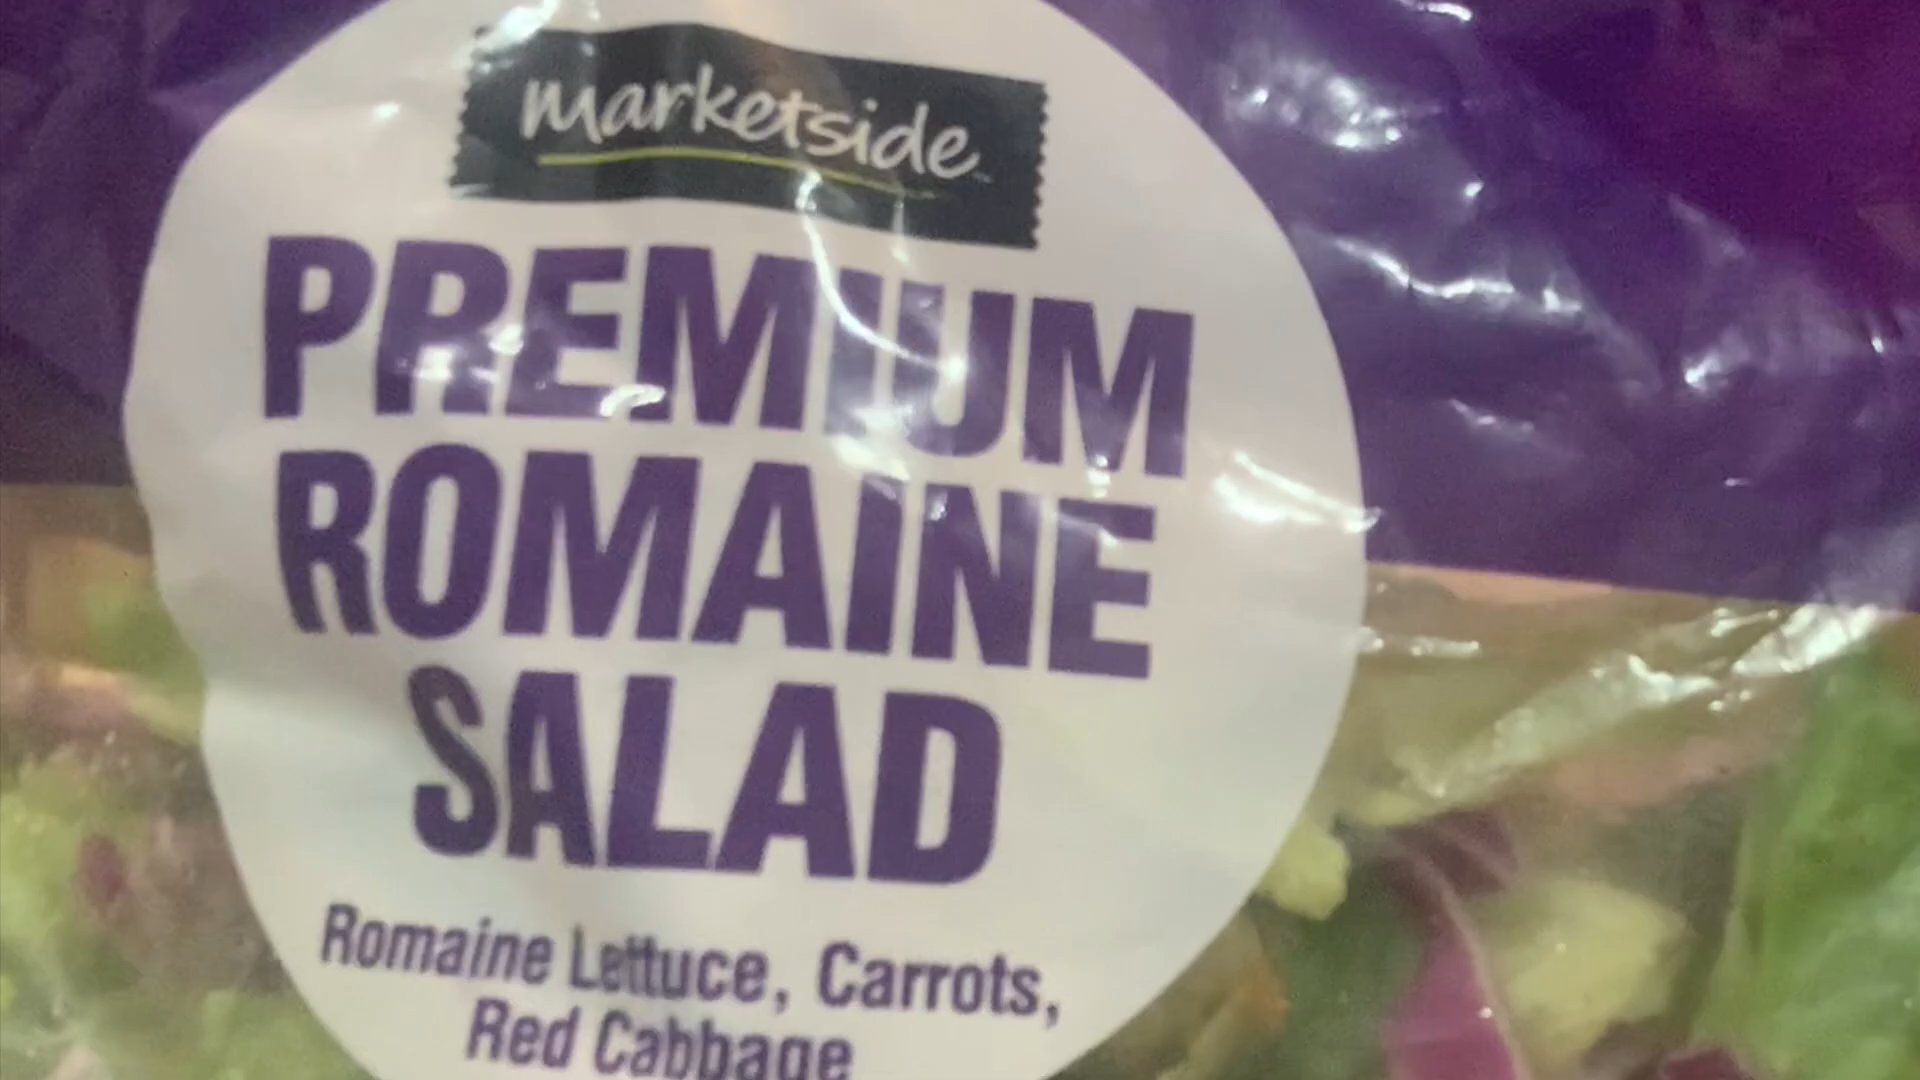 marketside
PREMIUM
ROMAINE
SALAD
Romaine Lettuce, Carrots,
Red Cabbage